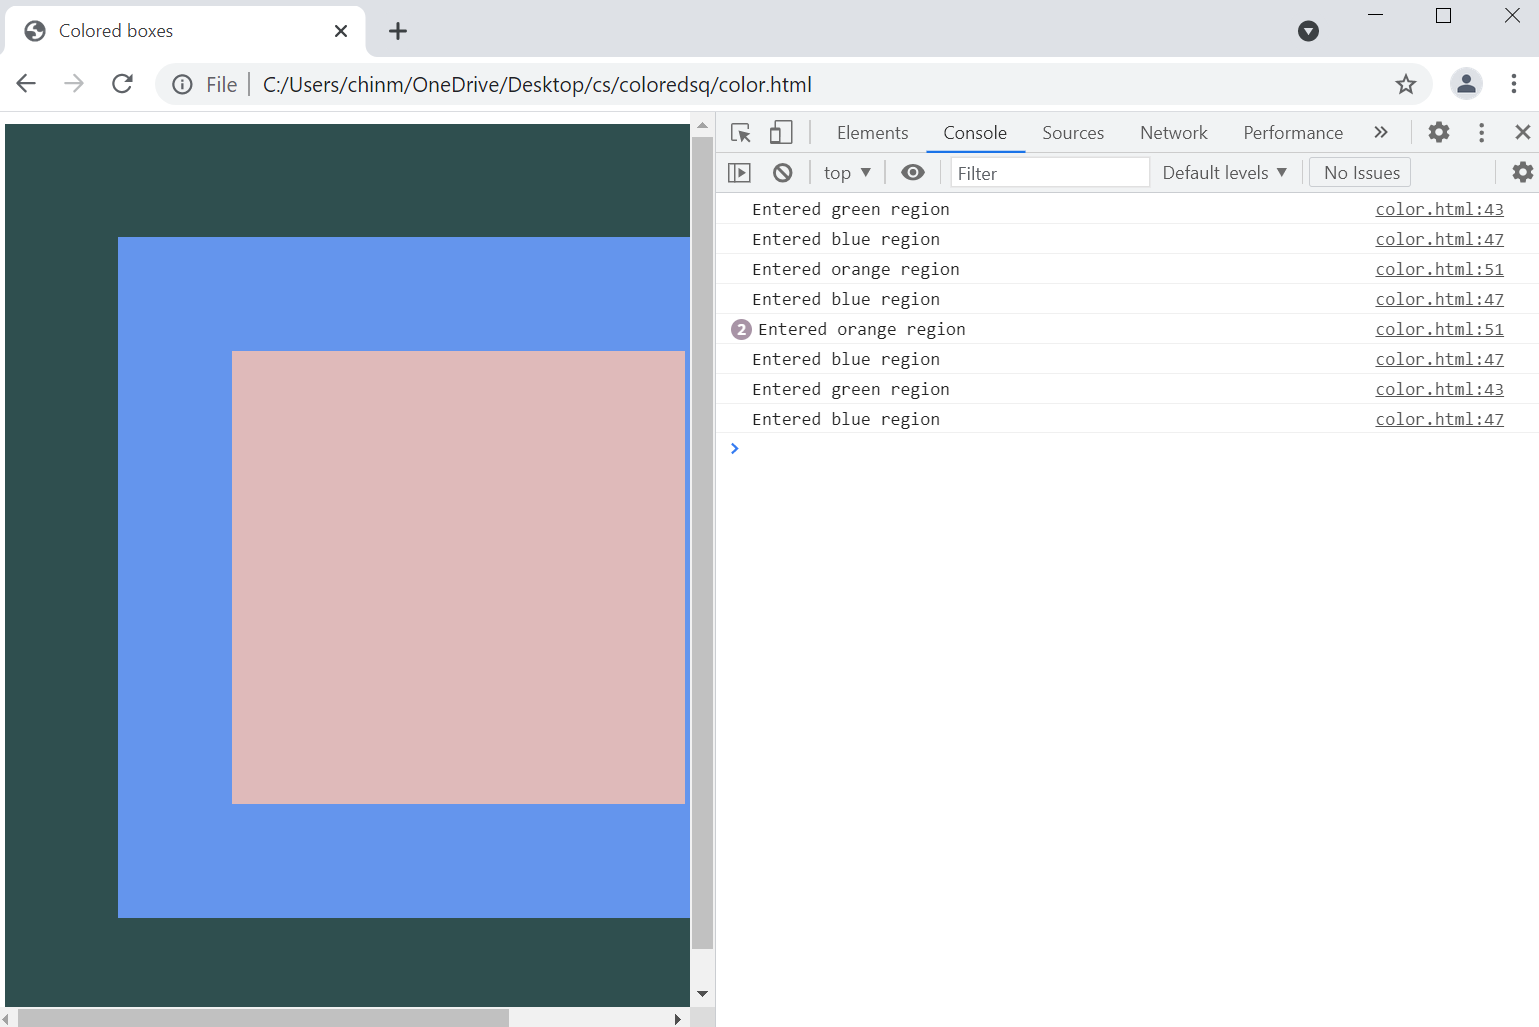 Colored boxes
File C:/Users/chinm/OneDrive/Desktop/cs/coloredsq/color.html
Elements Console Sources Network Performance
top Filter Default levels No Issues
Entered green region color.html:43
Entered blue region color.html:47
Entered orange region color.html:51
Entered blue region color.html:47
2 Entered orange region color.html:51
Entered blue region color.html:47
Entered green region color.html:43
Entered blue region color.html:47